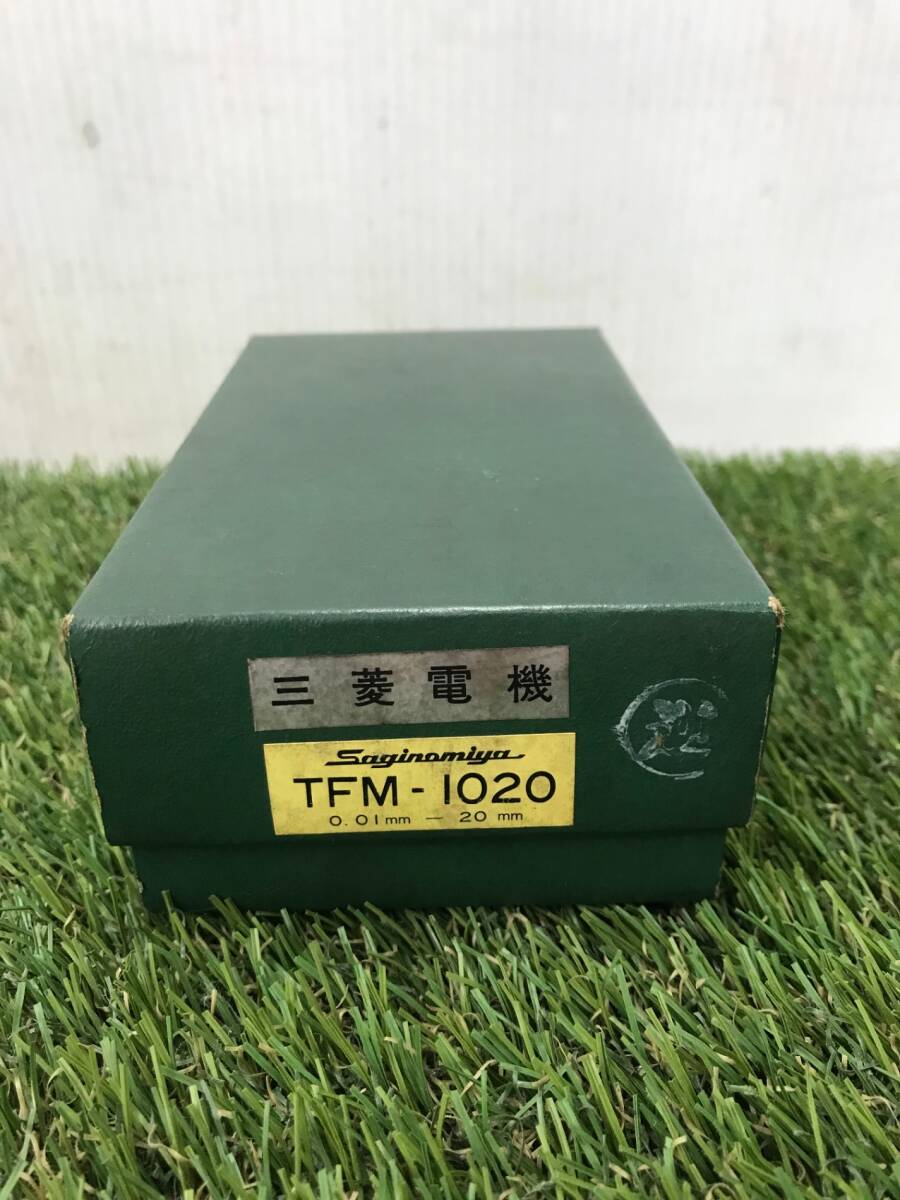 三菱電機
Saginomiya
TFM-1020
0.01mm — 20mm